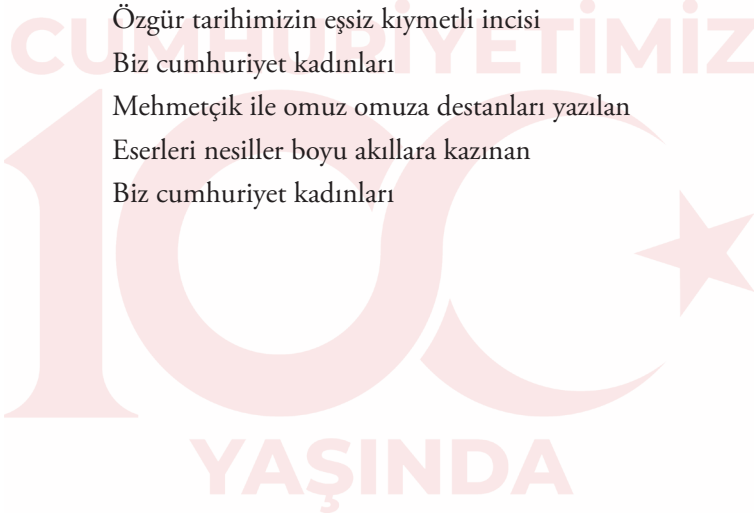 Özgür tarihimizin eşsiz kıymetli incisi
CUMHURİYETİMİZ
Biz cumhuriyet kadınları
Mehmetçik ile omuz omuza destanları yazılan
Eserleri nesiller boyu akıllara kazınan
Biz cumhuriyet kadınları
100
YAŞINDA